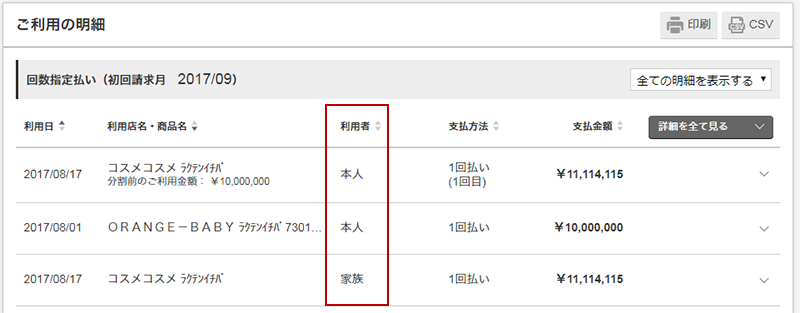 ご利用の明細 印刷 CSV
回数指定払い（初回請求月 2017/09） 全ての明細を表示する
利用日 利用店名・商品名 利用者 支払方法 支払金額 詳細を全て見る
2017/08/17 コスメコスメ ﾗｸﾃﾝｲﾁﾊﾞ 本人 1回払い ￥11,114,115
分割前のご利用金額： ￥10,000,000 (1回目)
2017/08/01 ＯＲＡＮＧＥ－ＢＡＢＹ ﾗｸﾃﾝｲﾁﾊﾞ7301... 本人 1回払い ￥10,000,000
2017/08/17 コスメコスメ ﾗｸﾃﾝｲﾁﾊﾞ 家族 1回払い ￥11,114,115